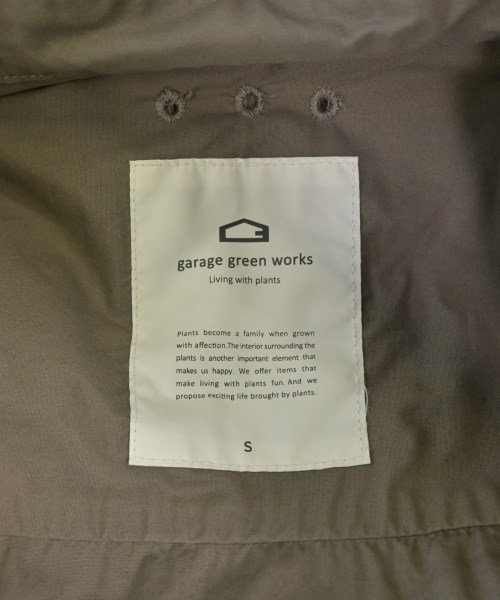 garage green works
Living with plants
Plants become a family when grown
with affection.The interior surrounding the
plants is another important element that
makes us happy. We offer items that
make living with plants fun. And we
propose exciting life brought by plants.
S